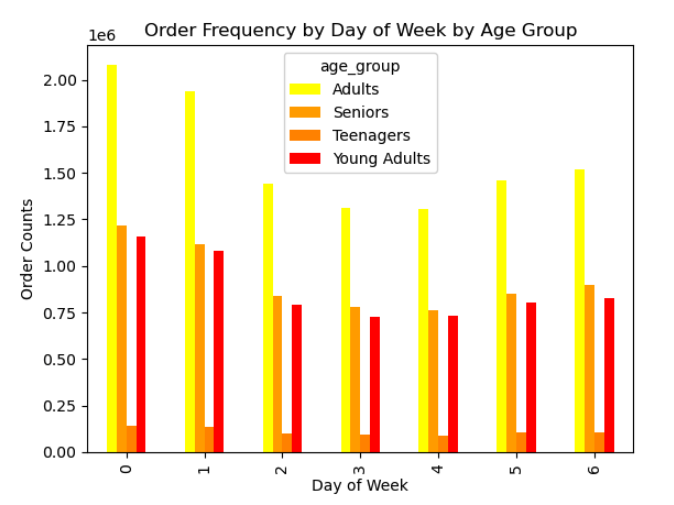 Order Frequency by Day of Week by Age Group
1e6
age_group
Adults
Seniors
Teenagers
Young Adults
Order Counts
2.00
1.75
1.50
1.25
1.00
0.75
0.50
0.25
0.00
0 1 2 3 4 5 6
Day of Week